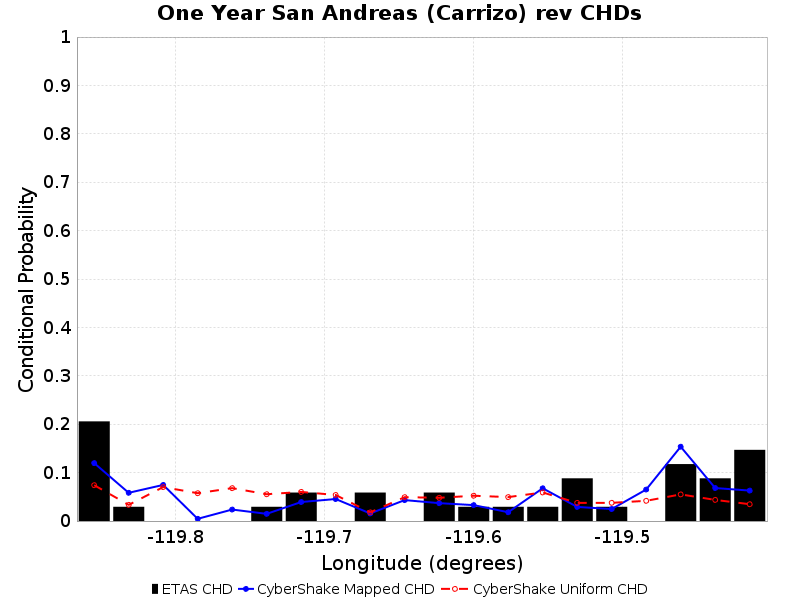 One Year San Andreas (Carrizo) rev CHDs
1
0.9
0.8
0.7
0.6
0.5
0.4
0.3
0.2
0.1
0
Conditional Probability
-119.8 -119.7 -119.6 -119.5
Longitude (degrees)
ETAS CHD CyberShake Mapped CHD CyberShake Uniform CHD